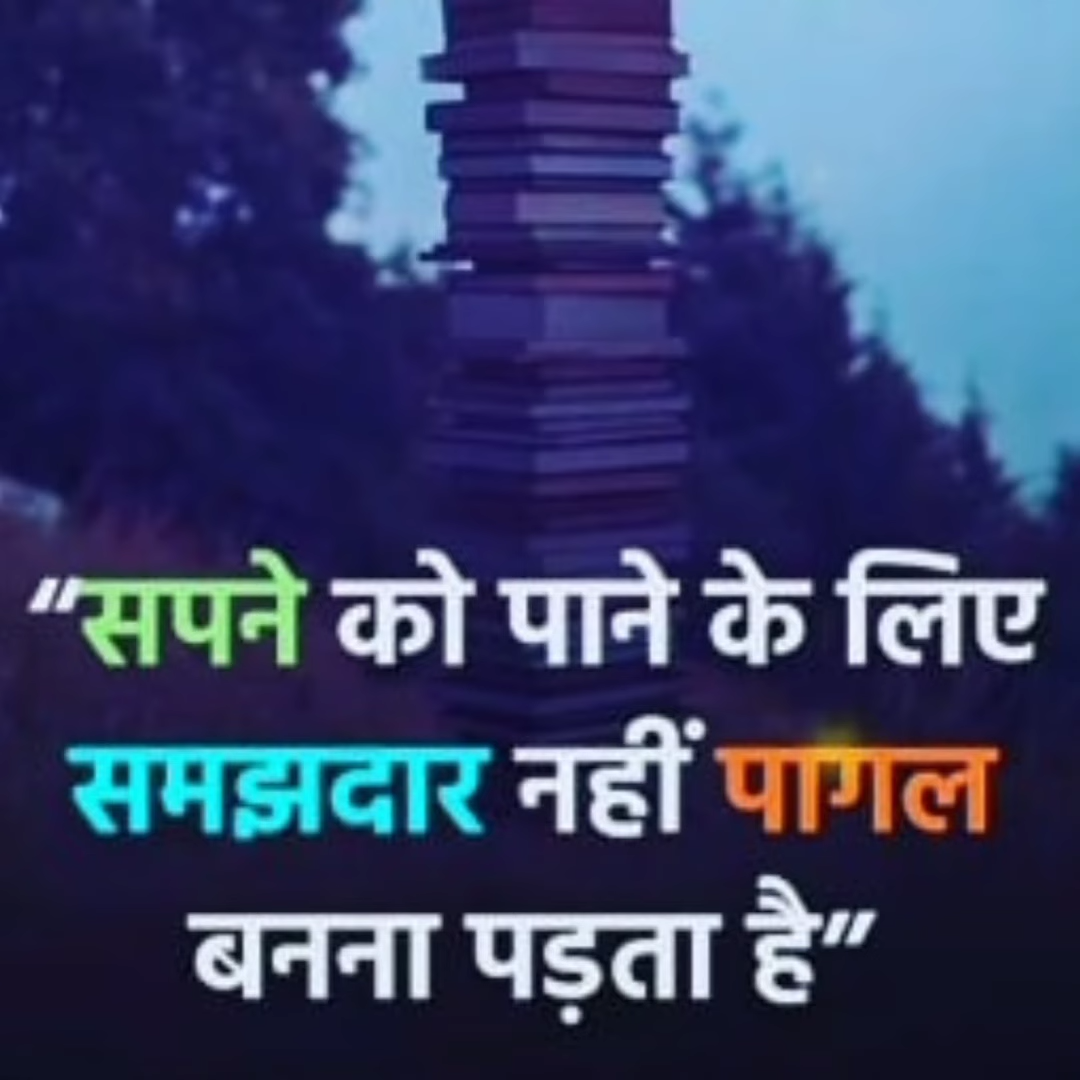 “सपने को पाने के लिए
समझदार नहीं पागल
बनना पड़ता है”